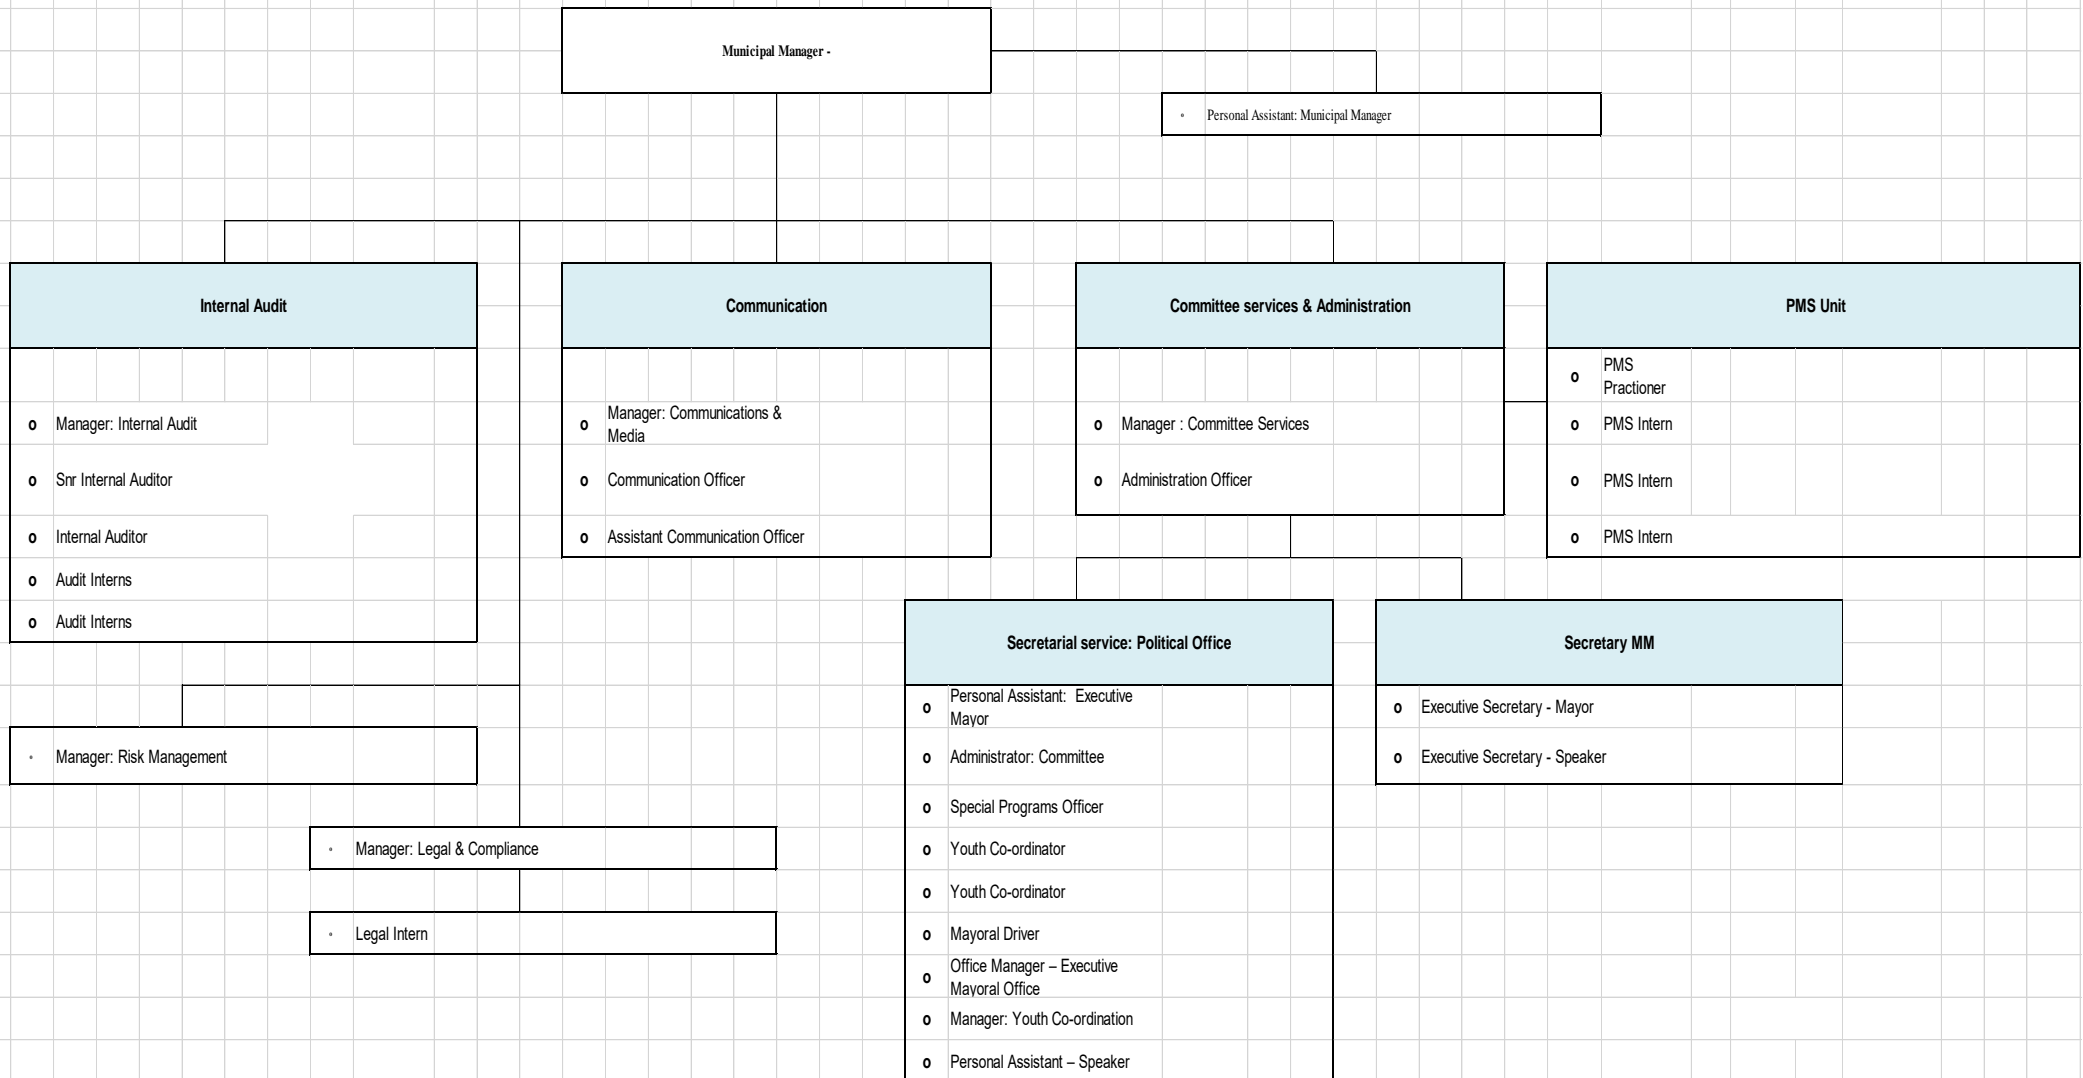 Municipal Manager -
◦ Personal Assistant: Municipal Manager
Internal Audit
o Manager: Internal Audit
o Snr Internal Auditor
o Internal Auditor
o Audit Interns
o Audit Interns
Communication
o Manager: Communications &
Media
o Communication Officer
o Assistant Communication Officer
Committee services & Administration
o Manager : Committee Services
o Administration Officer
PMS Unit
o PMS
Practioner
o PMS Intern
o PMS Intern
o PMS Intern
◦ Manager: Risk Management
◦ Manager: Legal & Compliance
◦ Legal Intern
Secretarial service: Political Office
o Personal Assistant: Executive
Mayor
o Administrator: Committee
o Special Programs Officer
o Youth Co-ordinator
o Youth Co-ordinator
o Mayoral Driver
o Office Manager – Executive
Mayoral Office
o Manager: Youth Co-ordination
o Personal Assistant – Speaker
Secretary MM
o Executive Secretary - Mayor
o Executive Secretary - Speaker